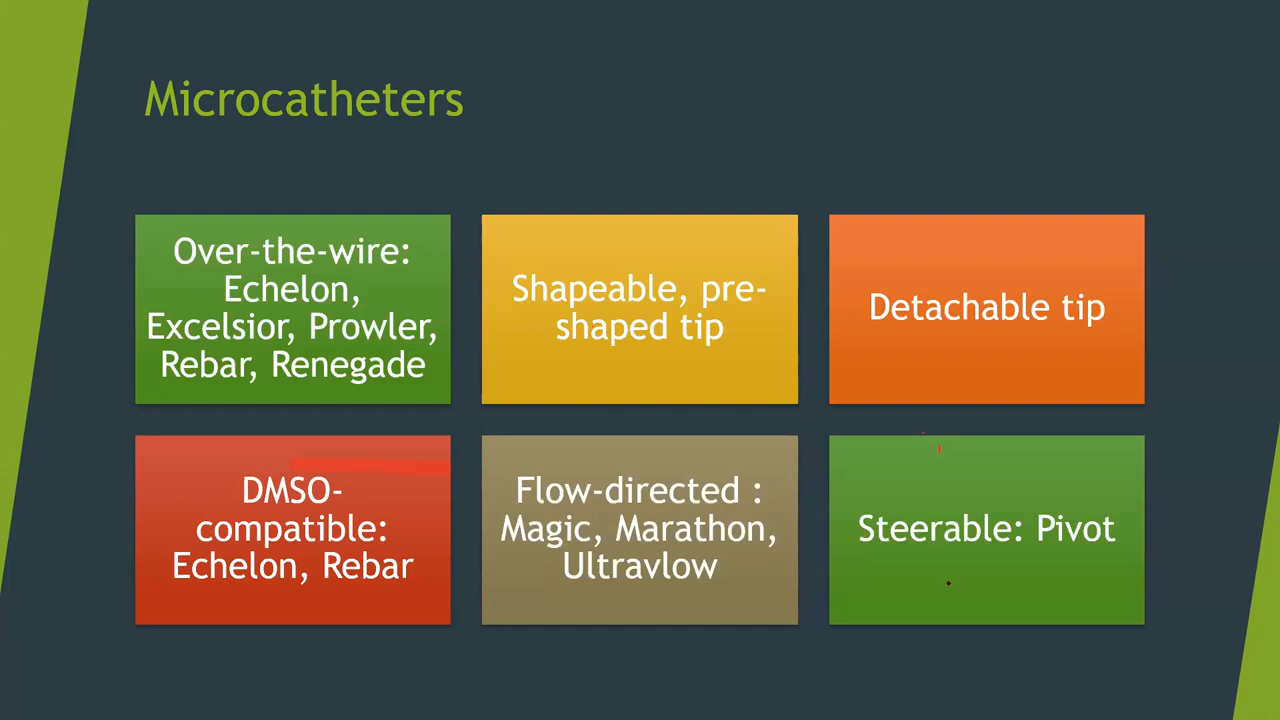 Microcatheters
Over-the-wire:
Echelon,
Excelsior, Prowler,
Rebar, Renegade
Shapeable, pre-
shaped tip
Detachable tip
DMSO-
compatible:
Echelon, Rebar
Flow-directed :
Magic, Marathon,
Ultravlow
Steerable: Pivot